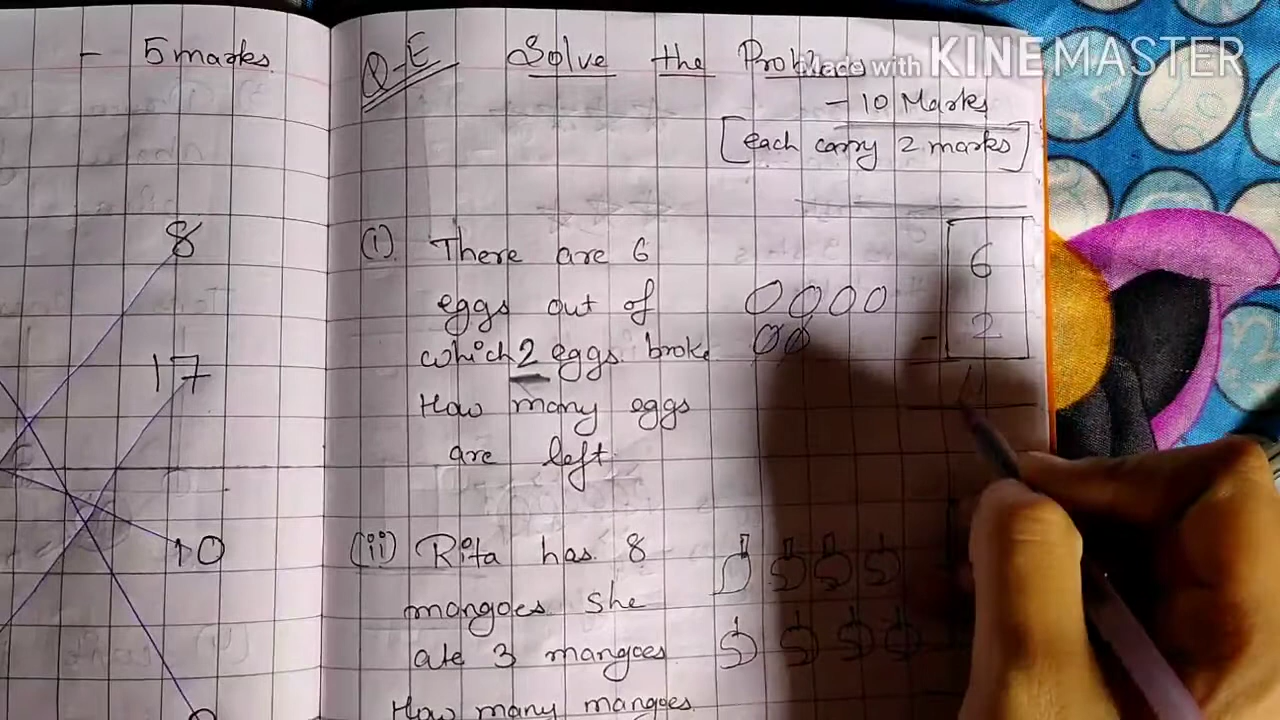 - 5 marks
8
17
10
Q-E Solve the Problems
- 10 Marks
[each carry 2 marks]
(i). There are 6
eggs out of
which 2 eggs broke
How many eggs
are left.
6
- 2
(ii) Rita has 8
mangoes She
ate 3 mangoes.
How many mangoes
Made with KINEMASTER